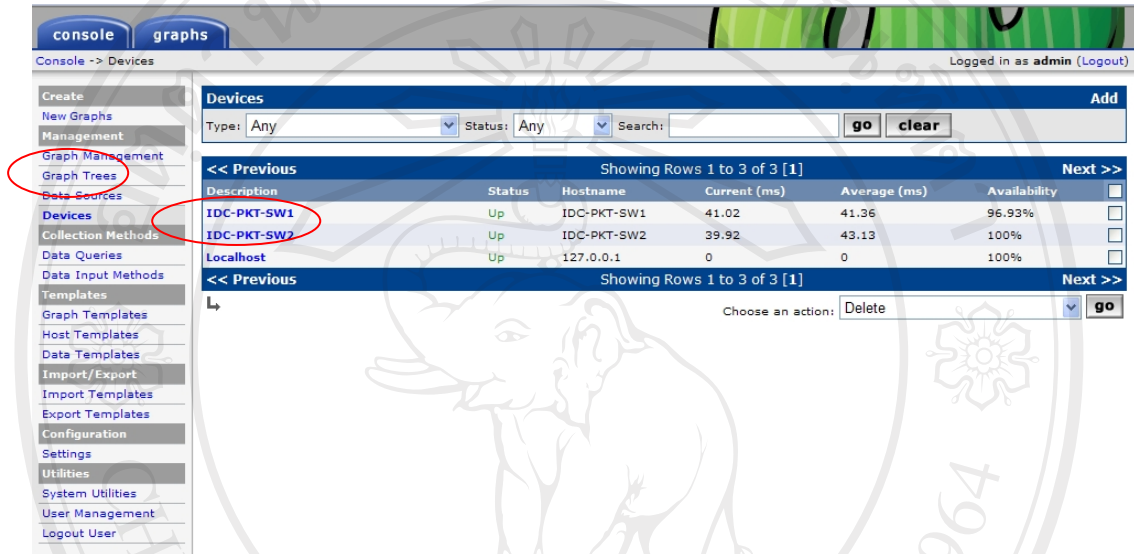 console graphs
Console -> Devices Logged in as admin (Logout)
Create
New Graphs
Management
Graph Management
Graph Trees
Data Sources
Devices
Collection Methods
Data Queries
Data Input Methods
Templates
Graph Templates
Host Templates
Data Templates
Import/Export
Import Templates
Export Templates
Configuration
Settings
Utilities
System Utilities
User Management
Logout User
Devices Add
Type: Any Status: Any Search: go clear
<< Previous Showing Rows 1 to 3 of 3 [1] Next >>
Description Status Hostname Current (ms) Average (ms) Availability
IDC-PKT-SW1 Up IDC-PKT-SW1 41.02 41.36 96.93%
IDC-PKT-SW2 Up IDC-PKT-SW2 39.92 43.13 100%
Localhost Up 127.0.0.1 0 0 100%
<< Previous Showing Rows 1 to 3 of 3 [1] Next >>
Choose an action: Delete go
964